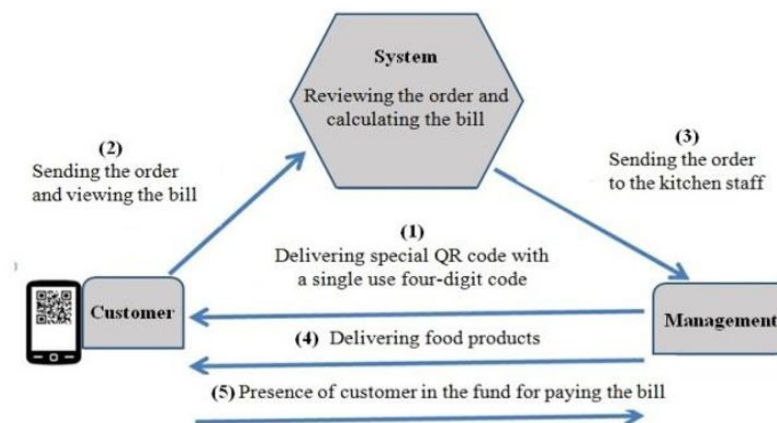 System
Reviewing the order and
calculating the bill
(2)
Sending the order
and viewing the bill
(3)
Sending the order
to the kitchen staff
(1)
Delivering special QR code with
a single use four-digit code
Customer
Management
(4) Delivering food products
(5) Presence of customer in the fund for paying the bill